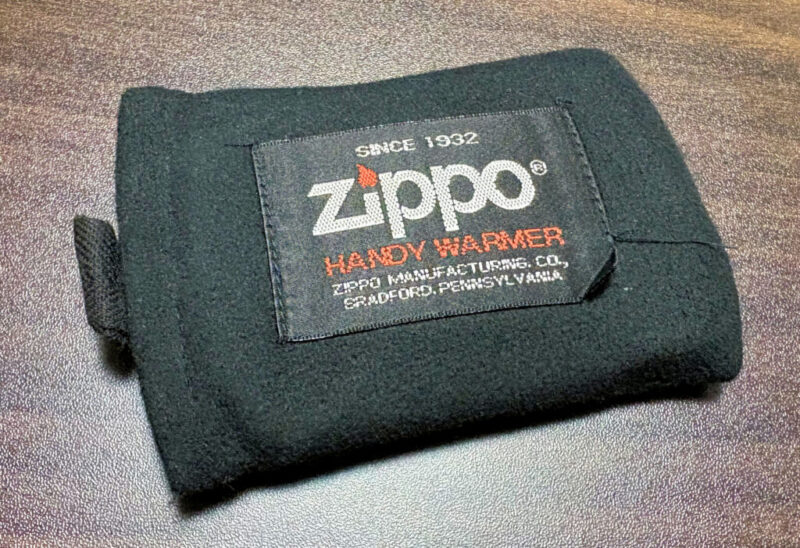 SINCE 1932
zippo®
HANDY WARMER
ZIPPO MANUFACTURING. CO.,
BRADFORD. PENNSYLVANIA